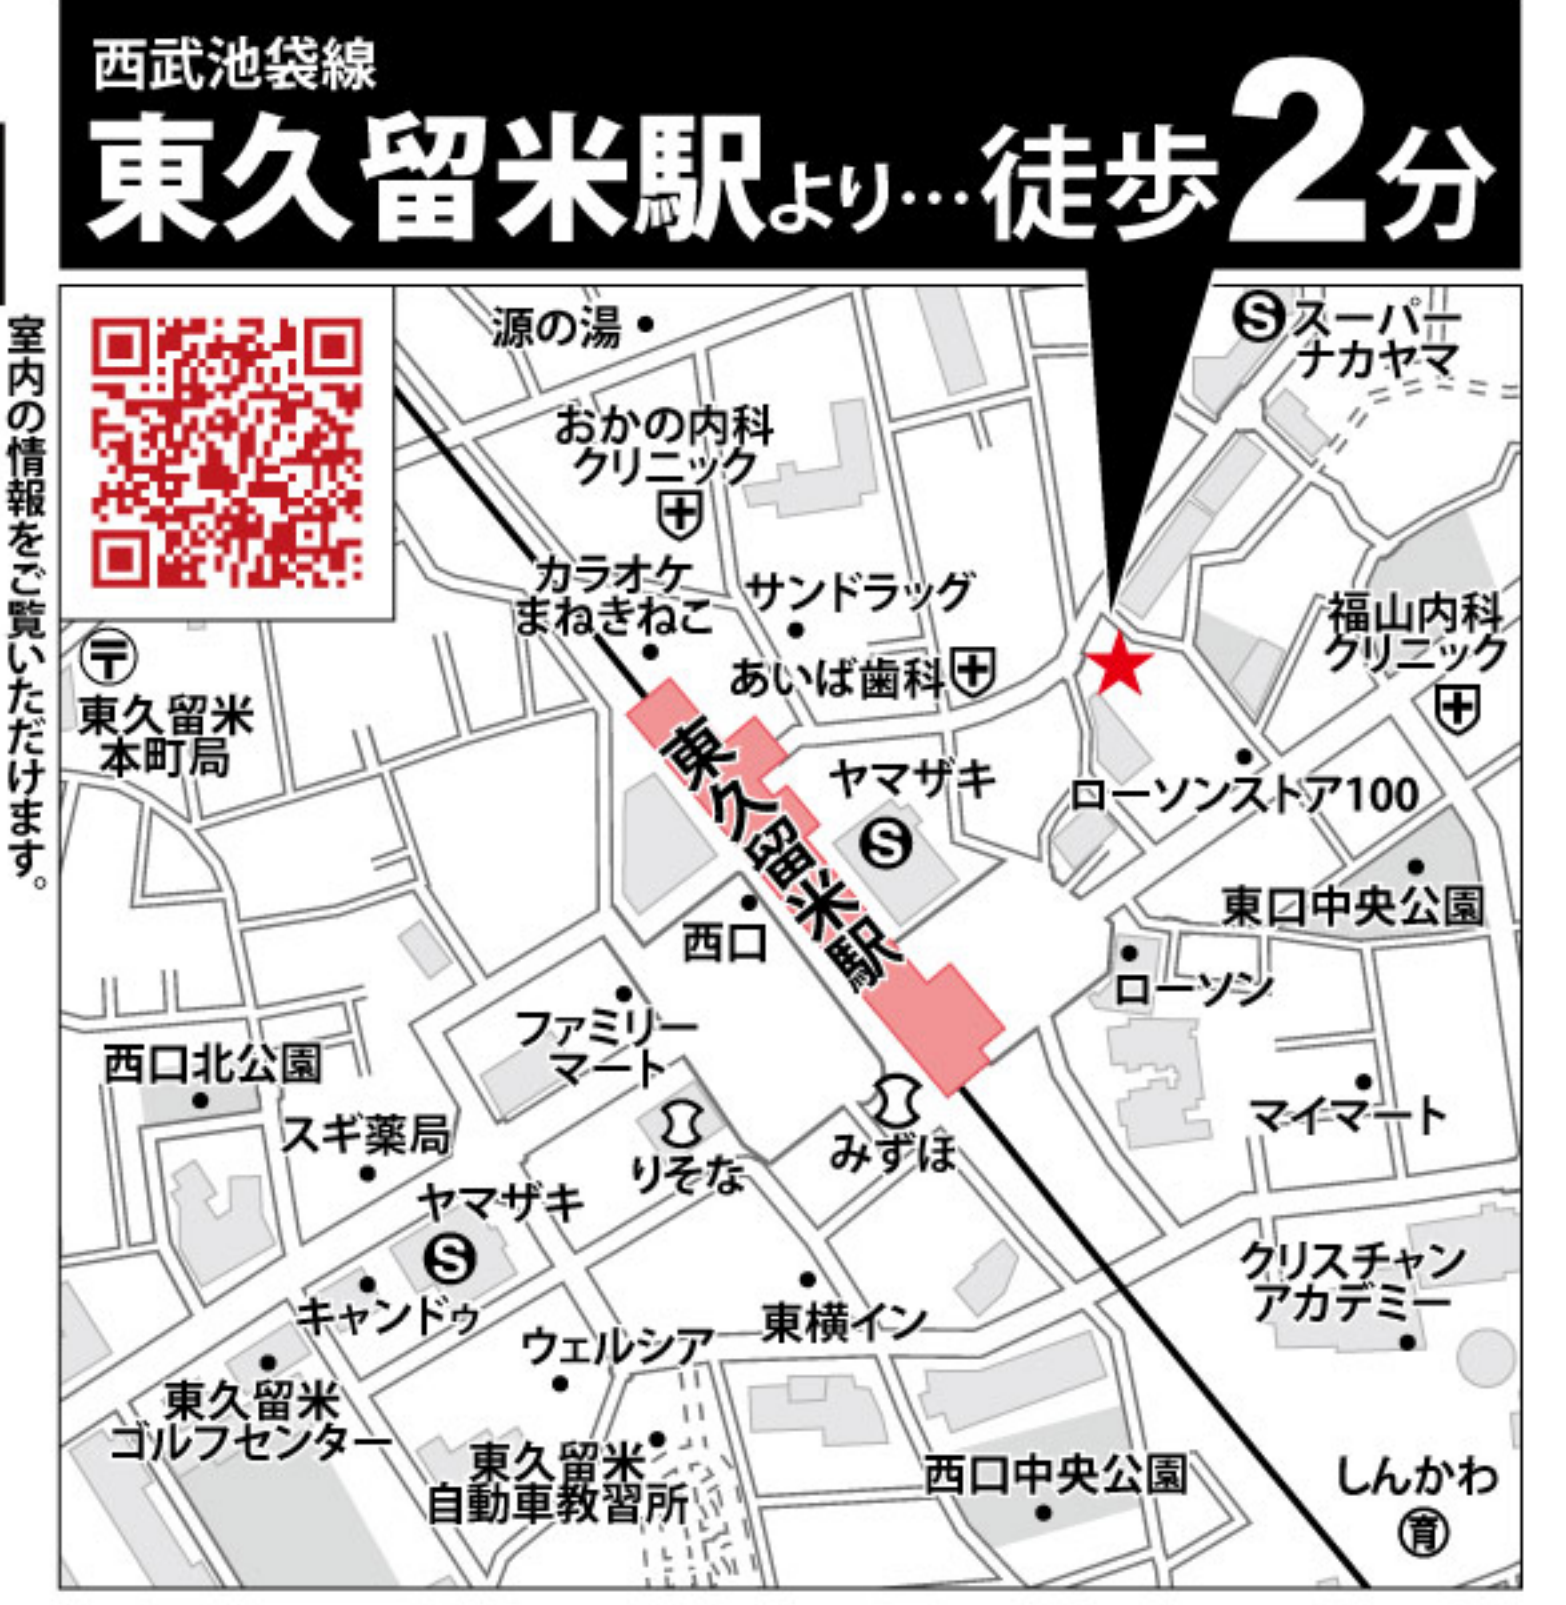 西武池袋線
東久留米駅より…徒歩2分
室内の情報をご覧いただけます。
源の湯
S スーパー
ナカヤマ
おかの内科
クリニック
カラオケ
まねきねこ
サンドラッグ
あいば歯科
福山内科
クリニック
〒
東久留米
本町局
東久留米駅
ヤマザキ
S
ローソンストア100
東口中央公園
西口
ローソン
ファミリー
マート
西口北公園
マイマート
スギ薬局
りそな
みずほ
ヤマザキ
S
キャンドゥ
クリスチャン
アカデミー
東横イン
ウェルシア
東久留米
ゴルフセンター
東久留米
自動車教習所
西口中央公園
しんかわ
育